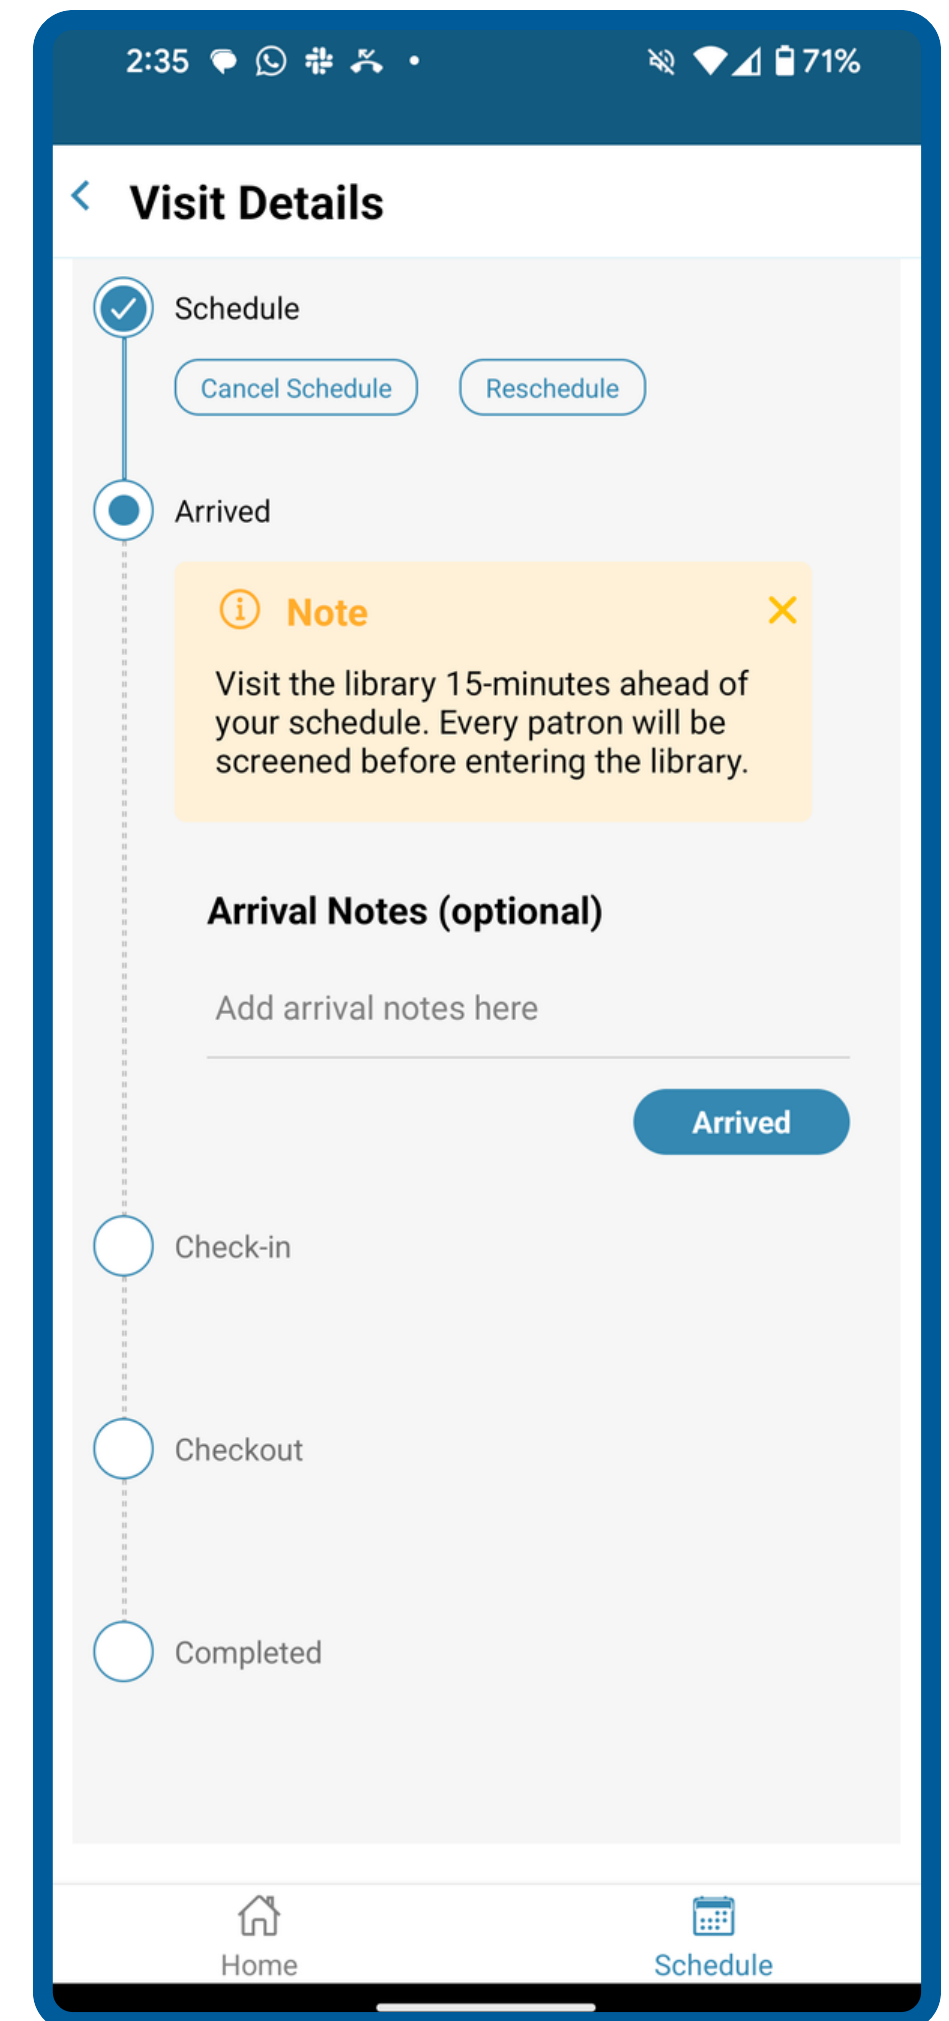 2:35
71%
Visit Details
Schedule
Cancel Schedule
Reschedule
Arrived
Note
Visit the library 15-minutes ahead of
your schedule. Every patron will be
screened before entering the library.
Arrival Notes (optional)
Add arrival notes here
Arrived
Check-in
Checkout
Completed
Home
Schedule